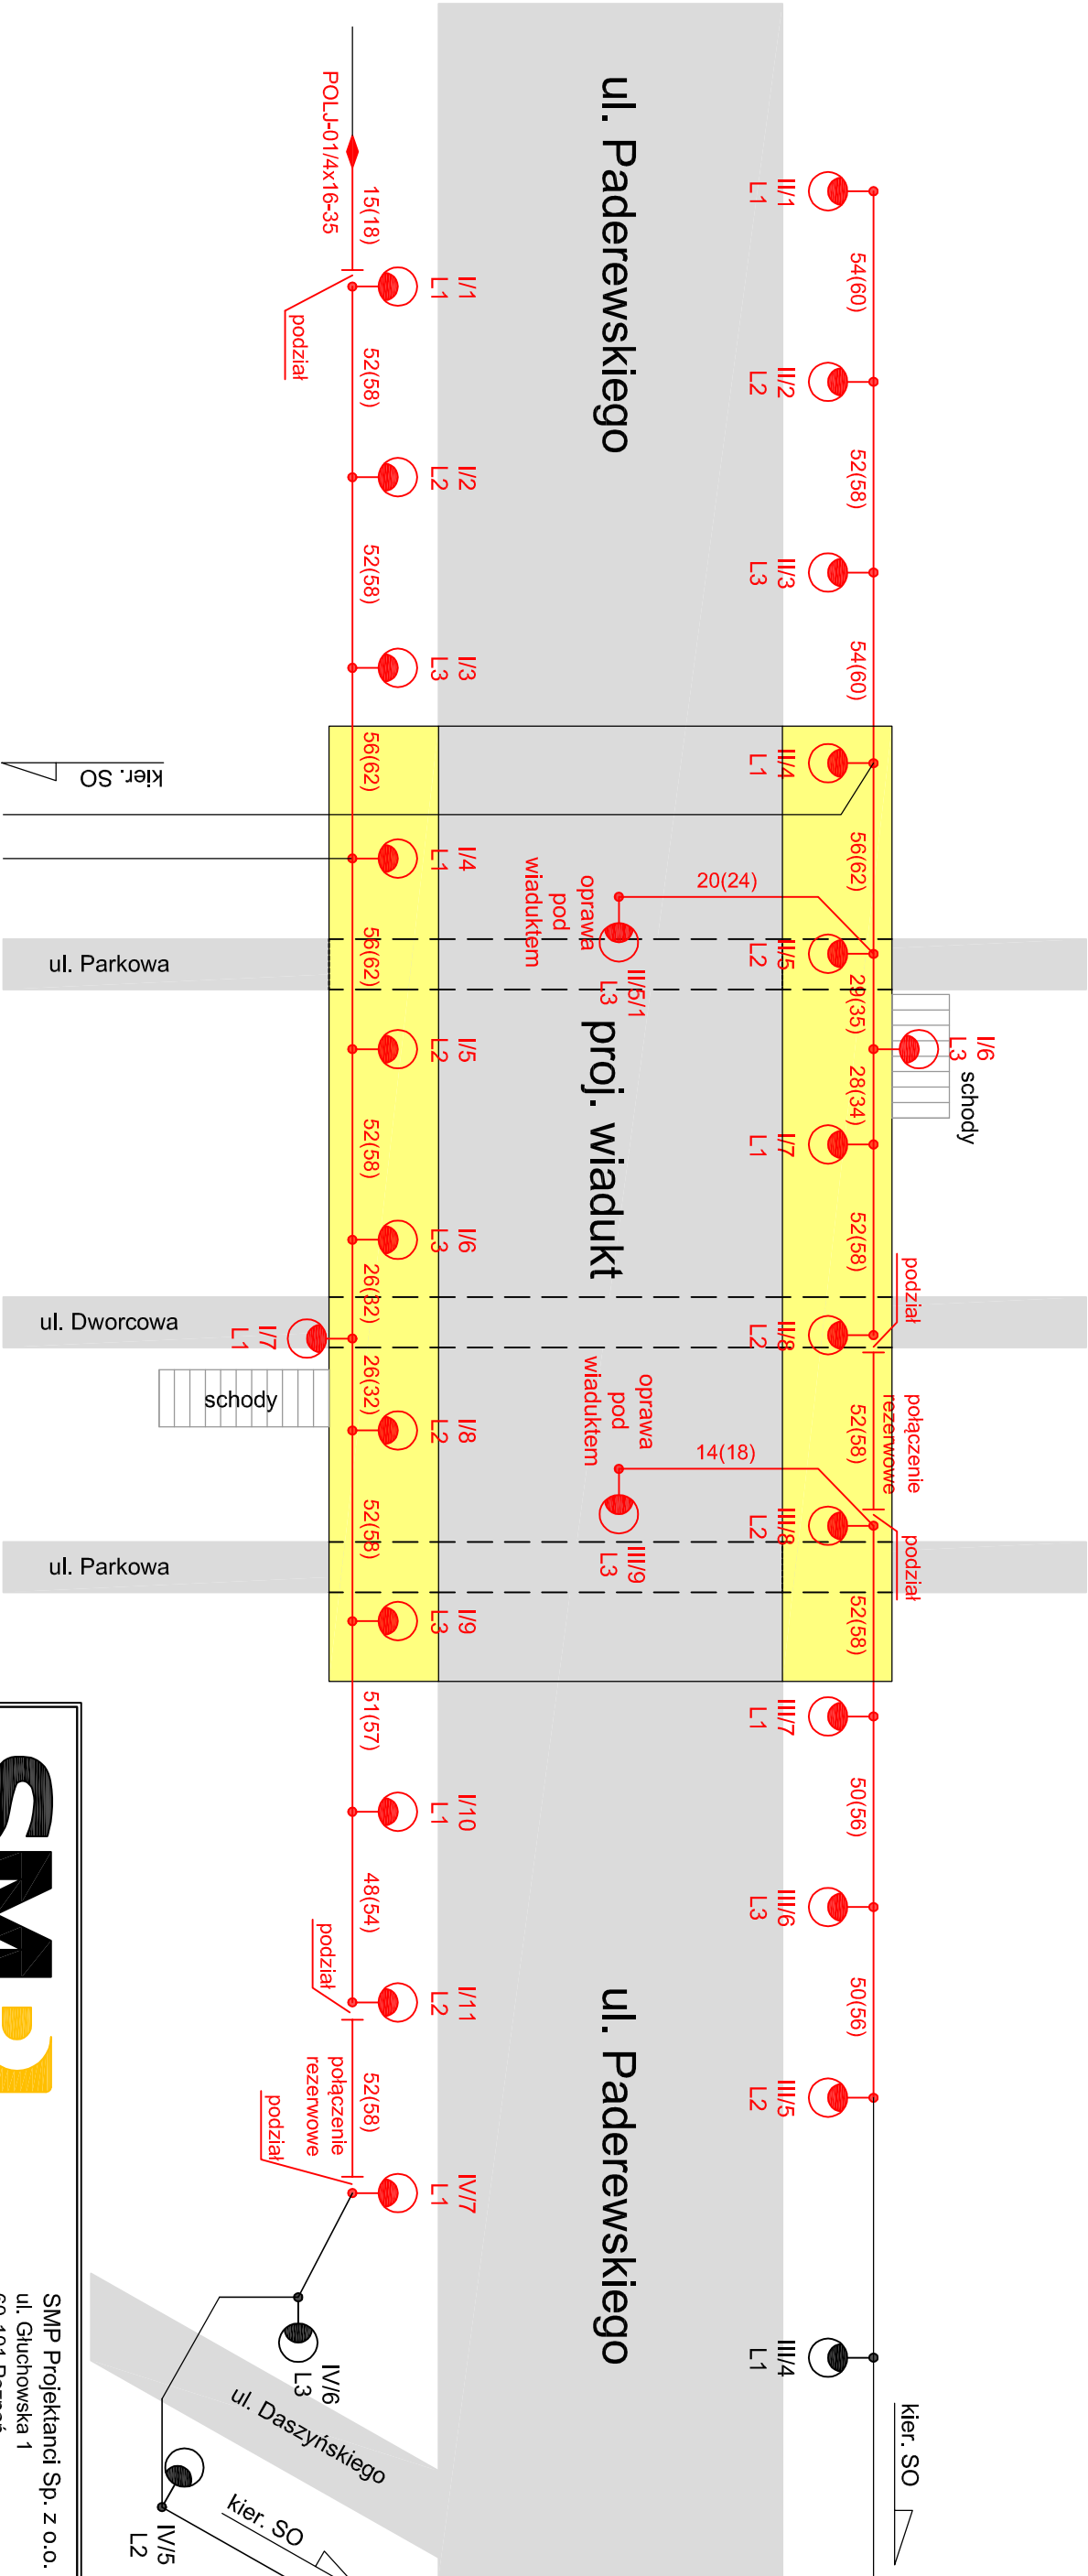 ul. Paderewskiego
proj. wiadukt
ul. Paderewskiego
II/1
L1
54(60)
II/2
L2
52(58)
II/3
L3
54(60)
II/4
L1
56(62)
II/5
L2
29(35)
I/6
L3
schody
28(34)
I/7
L1
52(58)
II/8
L2
podział
połączenie
rezerwowe
52(58)
podział
III/8
L2
52(58)
III/7
L1
50(56)
III/6
L3
50(56)
III/5
L2
III/4
L1
kier. SO
20(24)
oprawa
pod
wiaduktem
II/5/1
L3
14(18)
oprawa
pod
wiaduktem
III/9
L3
POLJ-01/4x16-35
15(18)
podział
I/1
L1
52(58)
I/2
L2
52(58)
I/3
L3
56(62)
kier. SO
I/4
L1
56(62)
ul. Parkowa
I/5
L2
52(58)
I/6
L3
26(32)
ul. Dworcowa
I/7
L1
schody
26(32)
I/8
L2
52(58)
ul. Parkowa
I/9
L3
51(57)
I/10
L1
48(54)
podział
I/11
L2
52(58)
połączenie
rezerwowe
podział
IV/7
L1
IV/6
L3
ul. Daszyńskiego
kier. SO
IV/5
L2
SMP
SMP Projektanci Sp. z o.o.
ul. Głuchowska 1